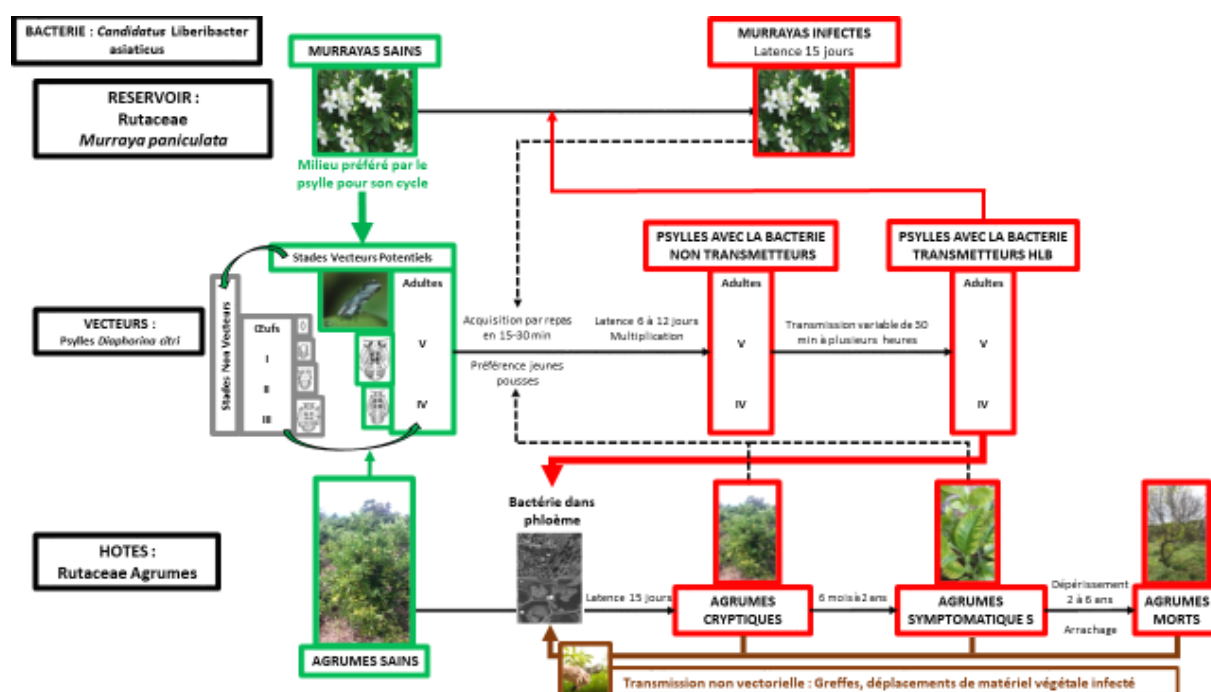 BACTERIE : Candidatus Liberibacter
asiaticus
MURRAYAS SAINS
MURRAYAS INFECTES
Latence 15 jours
RESERVOIR :
Rutaceae
Murraya paniculata
Milieu préféré par le
psylle pour son cycle
Stades Vecteurs Potentiels
PSYLLES AVEC LA BACTERIE
NON TRANSMETTEURS
PSYLLES AVEC LA BACTERIE
TRANSMETTEURS HLB
VECTEURS :
Psylles Diaphorina citri
Stades Non Vecteurs
Œufs
I
II
III
Adultes
V
IV
Acquisition par repas
en 15-30 min
Préférence jeunes
pousses
Latence 6 à 12 jours
Multiplication
Adultes
V
IV
Transmission variable de 30
min à plusieurs heures
Adultes
V
IV
HOTES :
Rutaceae Agrumes
AGRUMES SAINS
Bactérie dans
phloème
Latence 15 jours
AGRUMES
CRYPTIQUES
6 mois à 2 ans
AGRUMES
SYMPTOMATIQUE S
Dépérissement
2 à 6 ans
Arrachage
AGRUMES
MORTS
Transmission non vectorielle : Greffes, déplacements de matériel végétale infecté